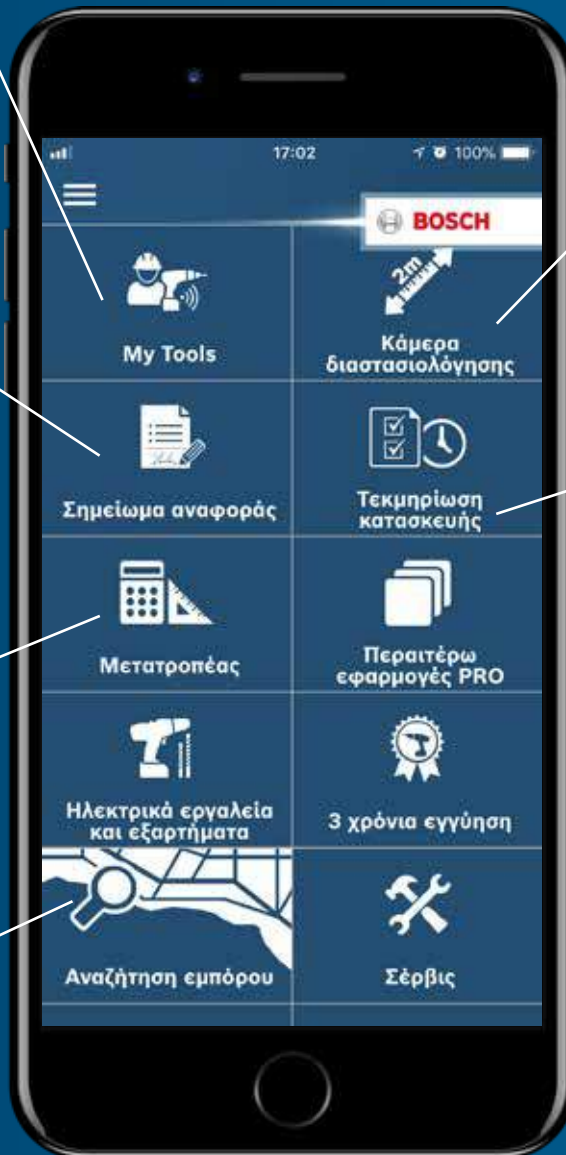 17:02
100%
BOSCH
2m
My Tools
Κάμερα
διαστασιολόγησης
Σημείωμα αναφοράς
Τεκμηρίωση
κατασκευής
Μετατροπέας
Περαιτέρω
εφαρμογές PRO
Ηλεκτρικά εργαλεία
και εξαρτήματα
3 χρόνια εγγύηση
Αναζήτηση εμπόρου
Σέρβις